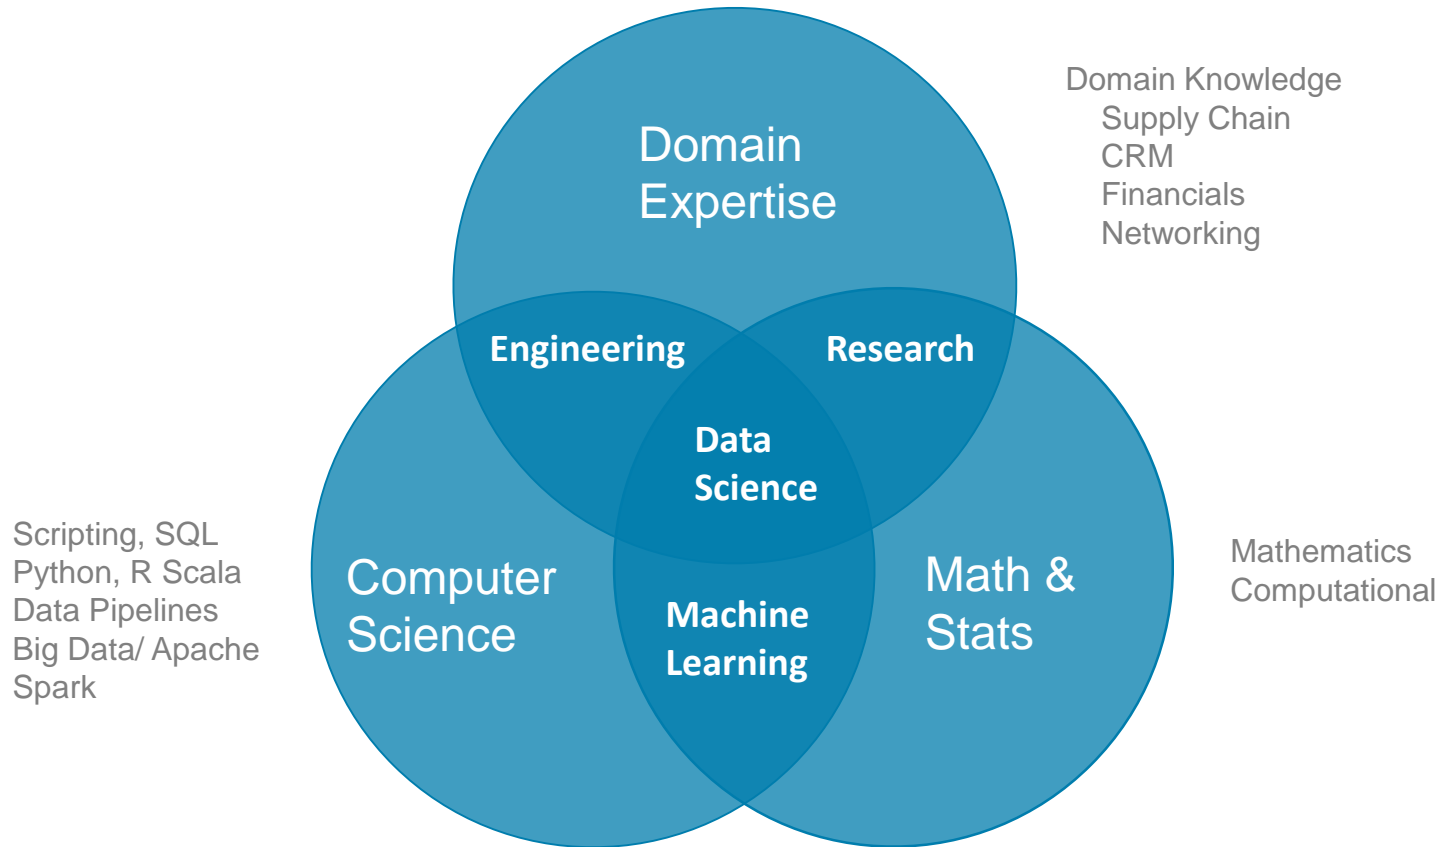 Domain Knowledge
Supply Chain
CRM
Financials
Networking
Domain
Expertise
Engineering
Research
Data
Science
Scripting, SQL
Python, R Scala
Data Pipelines
Big Data/ Apache
Spark
Computer
Science
Machine
Learning
Math &
Stats
Mathematics
Computational